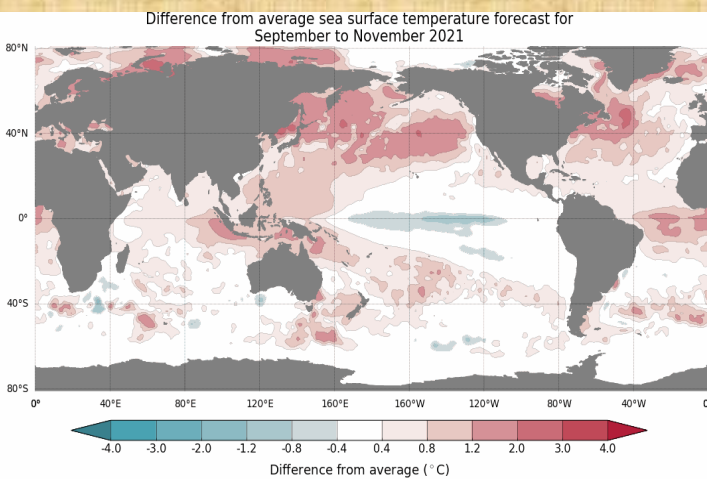 Difference from average sea surface temperature forecast for
September to November 2021
80°N
40°N
0°
40°S
80°S
0° 40°E 80°E 120°E 160°E 160°W 120°W 80°W 40°W 0°
-4.0 -3.0 -2.0 -1.2 -0.8 -0.4 0.4 0.8 1.2 2.0 3.0 4.0
Difference from average (°C)